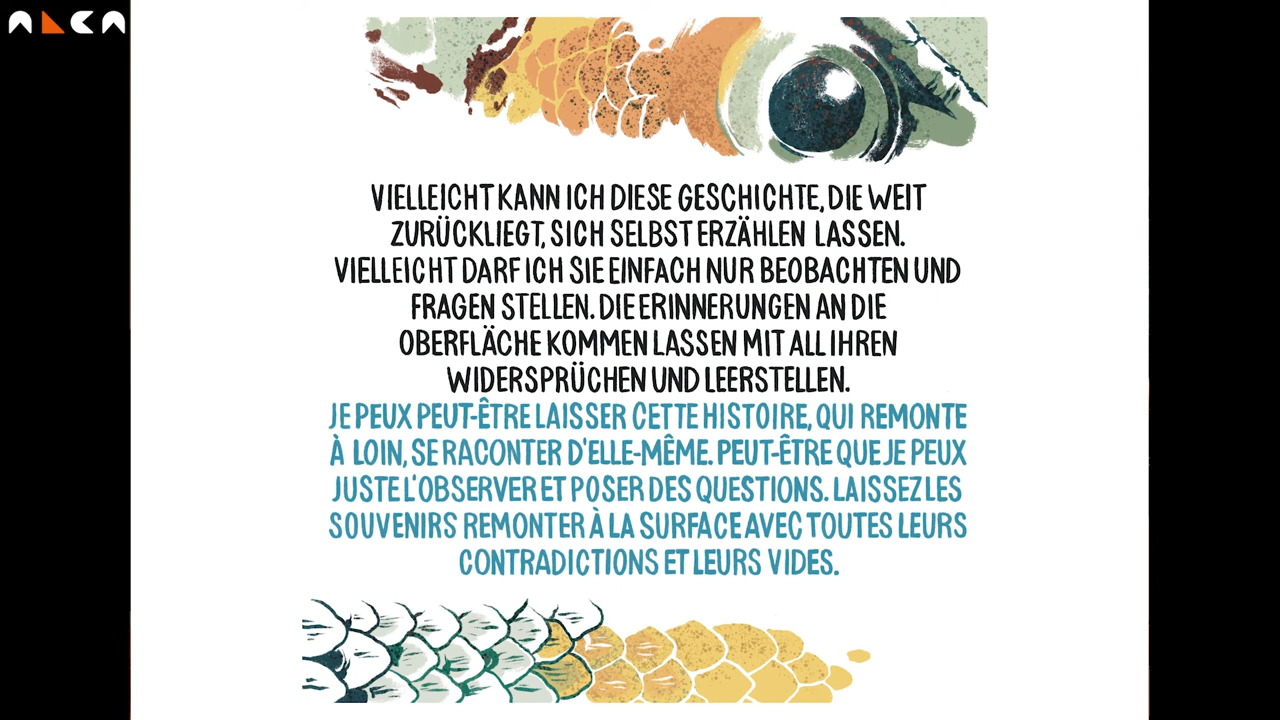 ALCA
VIELLEICHT KANN ICH DIESE GESCHICHTE, DIE WEIT
ZURÜCKLIEGT, SICH SELBST ERZÄHLEN LASSEN.
VIELLEICHT DARF ICH SIE EINFACH NUR BEOBACHTEN UND
FRAGEN STELLEN. DIE ERINNERUNGEN AN DIE
OBERFLÄCHE KOMMEN LASSEN MIT ALL IHREN
WIDERSPRÜCHEN UND LEERSTELLEN.
JE PEUX PEUT-ÊTRE LAISSER CETTE HISTOIRE, QUI REMONTE
À LOIN, SE RACONTER D'ELLE-MÊME. PEUT-ÊTRE QUE JE PEUX
JUSTE L'OBSERVER ET POSER DES QUESTIONS. LAISSEZ LES
SOUVENIRS REMONTER À LA SURFACE AVEC TOUTES LEURS
CONTRADICTIONS ET LEURS VIDES.